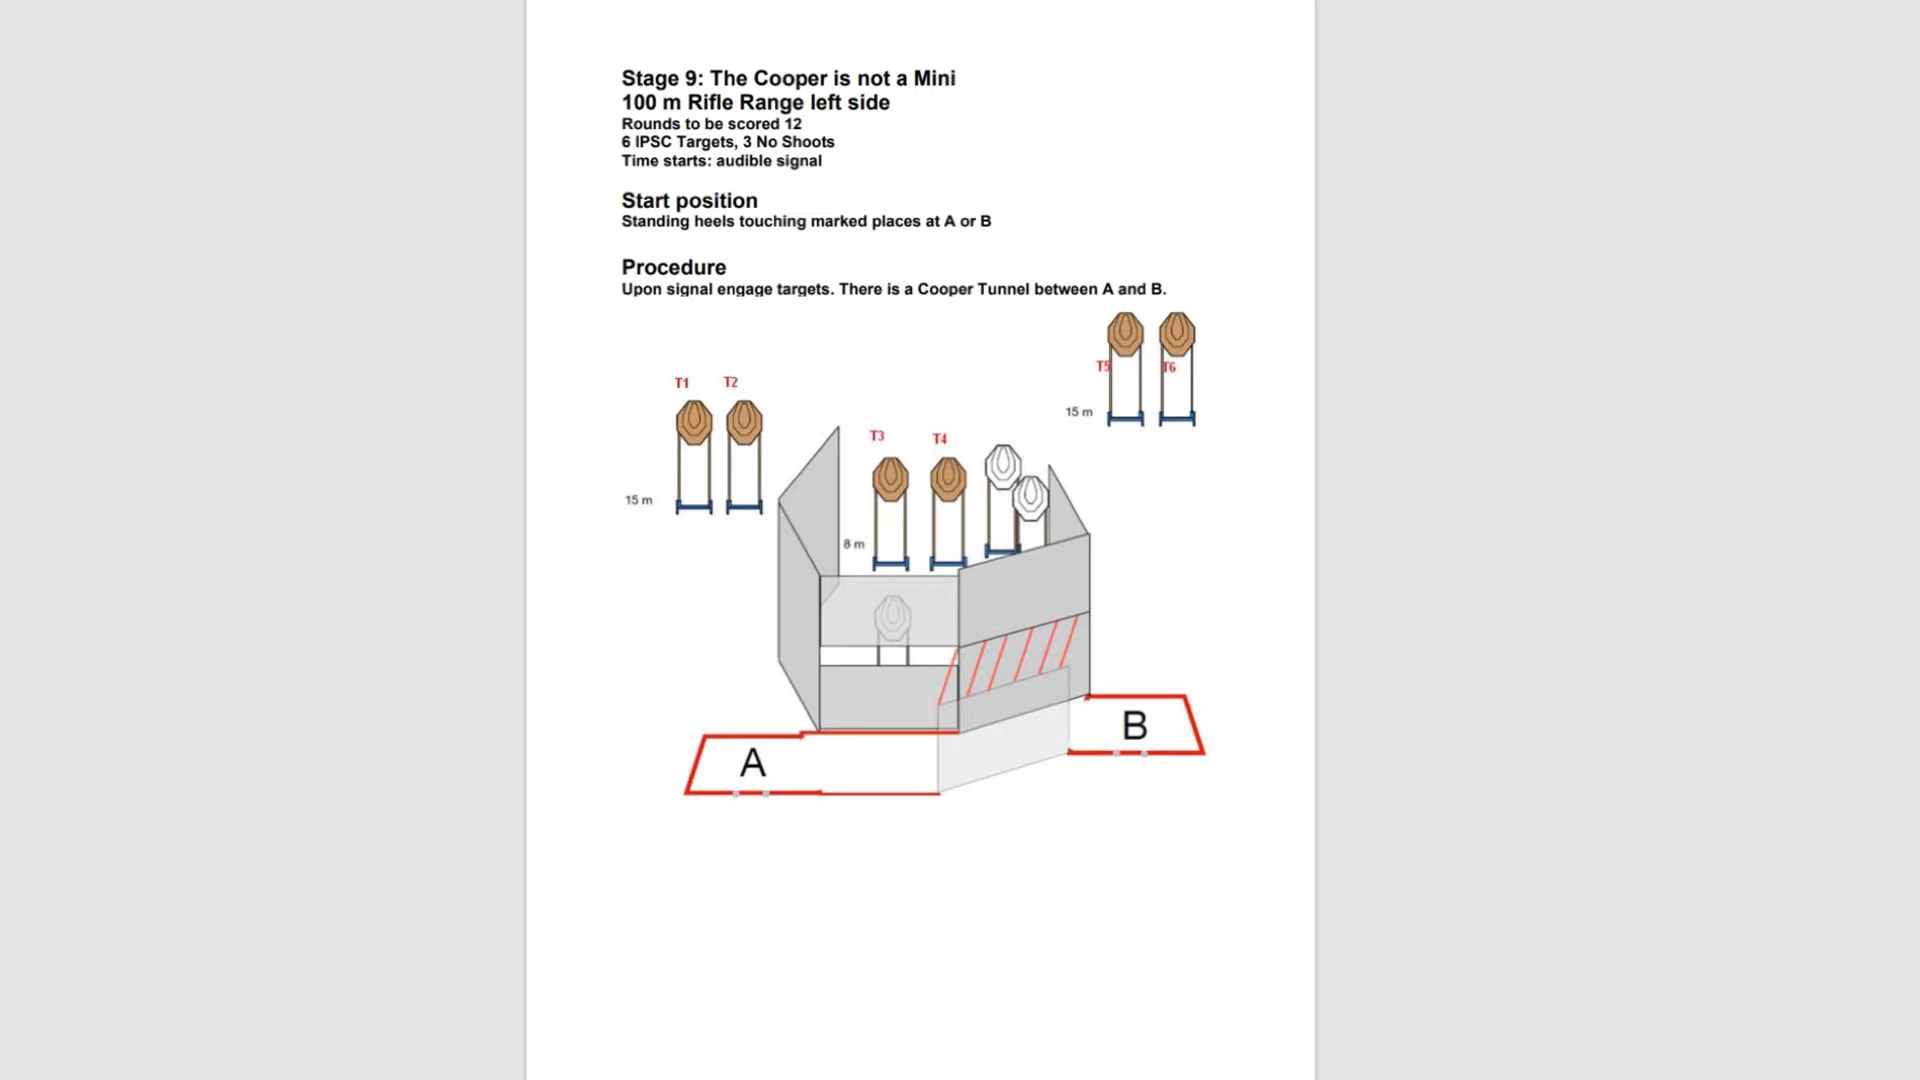 Stage 9: The Cooper is not a Mini
100 m Rifle Range left side
Rounds to be scored 12
6 IPSC Targets, 3 No Shoots
Time starts: audible signal
Start position
Standing heels touching marked places at A or B
Procedure
Upon signal engage targets. There is a Cooper Tunnel between A and B.
T5 T6
T1 T2
15 m
T3 T4
15 m
8 m
B
A